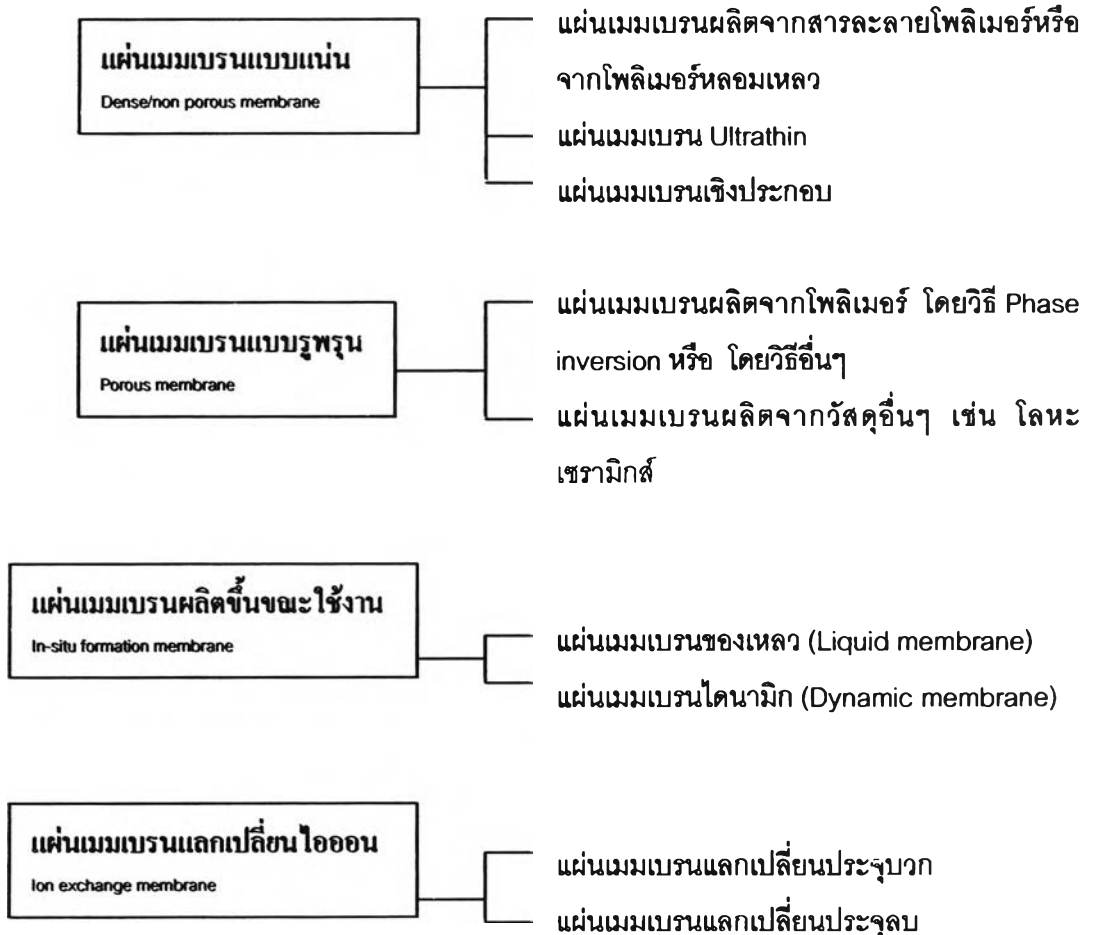 แผ่นเมมเบรนแบบแน่น
Dense/non porous membrane
แผ่นเมมเบรนผลิตจากสารละลายโพลิเมอร์หรือ
จากโพลิเมอร์หลอมเหลว
แผ่นเมมเบรน Ultrathin
แผ่นเมมเบรนเชิงประกอบ
แผ่นเมมเบรนแบบรูพรุน
Porous membrane
แผ่นเมมเบรนผลิตจากโพลิเมอร์ โดยวิธี Phase
inversion หรือ โดยวิธีอื่นๆ
แผ่นเมมเบรนผลิตจากวัสดุอื่นๆ เช่น โลหะ
เซรามิกส์
แผ่นเมมเบรนผลิตขึ้นขณะใช้งาน
In-situ formation membrane
แผ่นเมมเบรนของเหลว (Liquid membrane)
แผ่นเมมเบรนไดนามิก (Dynamic membrane)
แผ่นเมมเบรนแลกเปลี่ยนไอออน
Ion exchange membrane
แผ่นเมมเบรนแลกเปลี่ยนประจุบวก
แผ่นเมมเบรนแลกเปลี่ยนประจุลบ